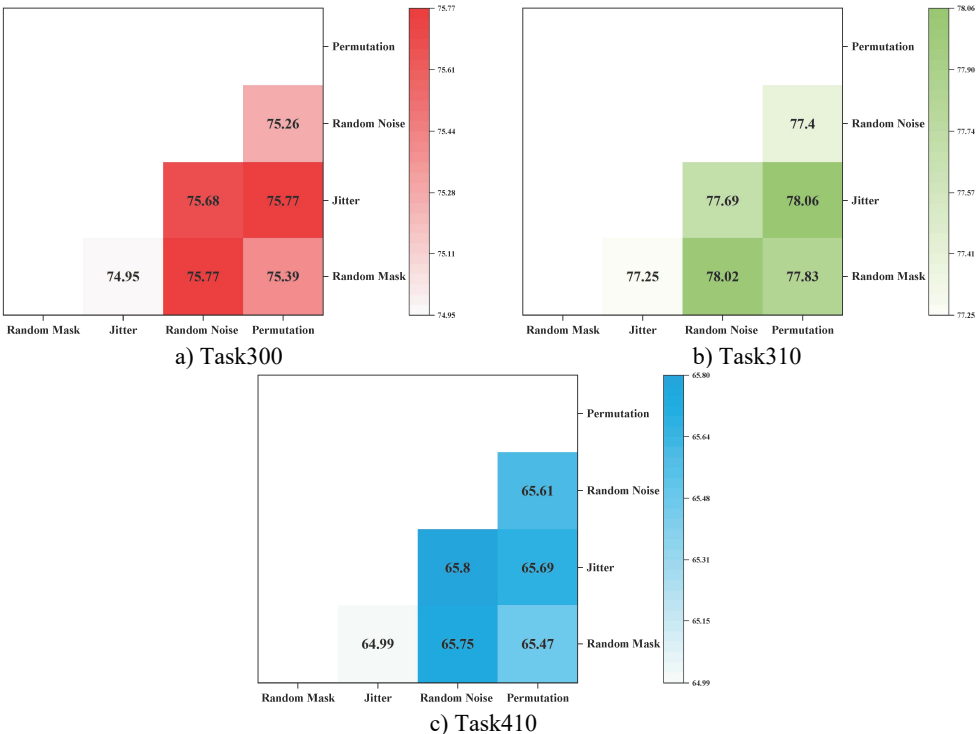 75.77
75.61
75.44
75.28
75.11
74.95
Permutation
Random Noise
Jitter
Random Mask
75.26
75.68 75.77
74.95 75.77 75.39
Random Mask Jitter Random Noise Permutation
a) Task300
78.06
77.90
77.74
77.57
77.41
77.25
Permutation
Random Noise
Jitter
Random Mask
77.4
77.69 78.06
77.25 78.02 77.83
Random Mask Jitter Random Noise Permutation
b) Task310
65.80
65.64
65.48
65.31
65.15
64.99
Permutation
Random Noise
Jitter
Random Mask
65.61
65.8 65.69
64.99 65.75 65.47
Random Mask Jitter Random Noise Permutation
c) Task410